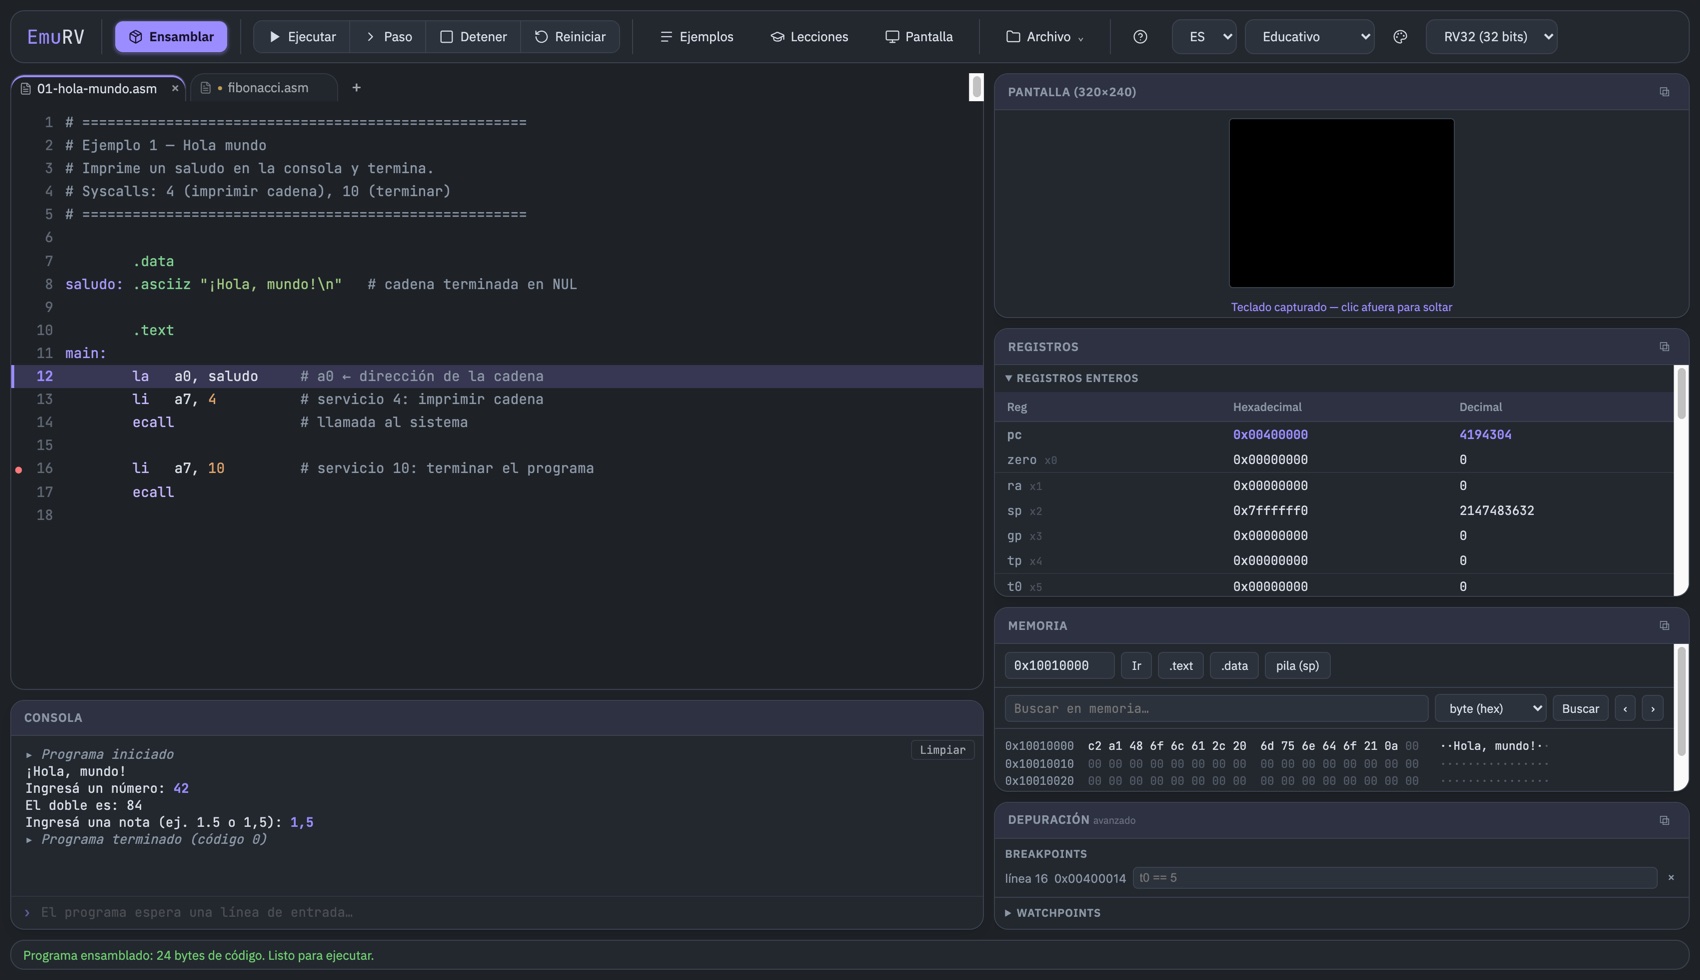 EmuRV Ensamblar Ejecutar Paso Detener Reiniciar Ejemplos Lecciones Pantalla Archivo ES Educativo RV32 (32 bits)
01-hola-mundo.asm × • fibonacci.asm +
1 # =====================================================
2 # Ejemplo 1 — Hola mundo
3 # Imprime un saludo en la consola y termina.
4 # Syscalls: 4 (imprimir cadena), 10 (terminar)
5 # =====================================================
6
7 .data
8 saludo: .asciiz "¡Hola, mundo!\n" # cadena terminada en NUL
9
10 .text
11 main:
12 la a0, saludo # a0 ← dirección de la cadena
13 li a7, 4 # servicio 4: imprimir cadena
14 ecall # llamada al sistema
15
16 li a7, 10 # servicio 10: terminar el programa
17 ecall
18
CONSOLA
▸ Programa iniciado
Limpiar
¡Hola, mundo!
Ingresá un número: 42
El doble es: 84
Ingresá una nota (ej. 1.5 o 1,5): 1,5
▸ Programa terminado (código 0)
› El programa espera una línea de entrada…
PANTALLA (320×240)
Teclado capturado — clic afuera para soltar
REGISTROS
▼ REGISTROS ENTEROS
Reg Hexadecimal Decimal
pc 0x00400000 4194304
zero x0 0x00000000 0
ra x1 0x00000000 0
sp x2 0x7ffffff0 2147483632
gp x3 0x00000000 0
tp x4 0x00000000 0
t0 x5 0x00000000 0
MEMORIA
0x10010000 Ir .text .data pila (sp)
Buscar en memoria… byte (hex) Buscar ‹ ›
0x10010000 c2 a1 48 6f 6c 61 2c 20 6d 75 6e 64 6f 21 0a 00 ··Hola, mundo!··
0x10010010 00 00 00 00 00 00 00 00 00 00 00 00 00 00 00 00 ················
0x10010020 00 00 00 00 00 00 00 00 00 00 00 00 00 00 00 00 ················
DEPURACIÓN avanzado
BREAKPOINTS
línea 16 0x00400014 t0 == 5 ×
▶ WATCHPOINTS
Programa ensamblado: 24 bytes de código. Listo para ejecutar.